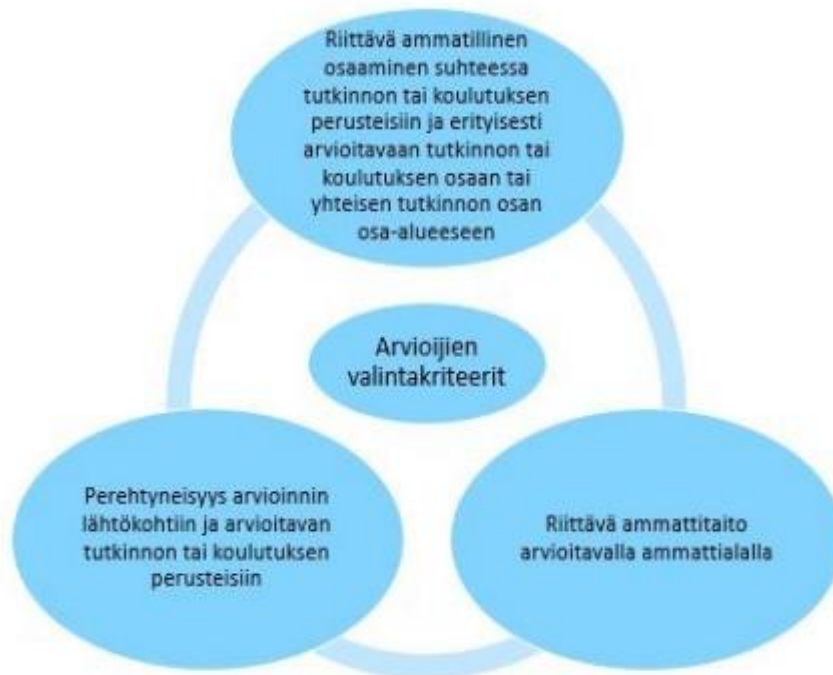 Riittävä ammatillinen
osaaminen suhteessa
tutkinnon tai koulutuksen
perusteisiin ja erityisesti
arvioitavaan tutkinnon tai
koulutuksen osaan tai
yhteisen tutkinnon osan
osa-alueeseen
Arvioijien
valintakriteerit
Perehtyneisyys arvioinnin
lähtökohtiin ja arvioitavan
tutkinnon tai koulutuksen
perusteisiin
Riittävä ammattitaito
arvioitavalla ammattialalla